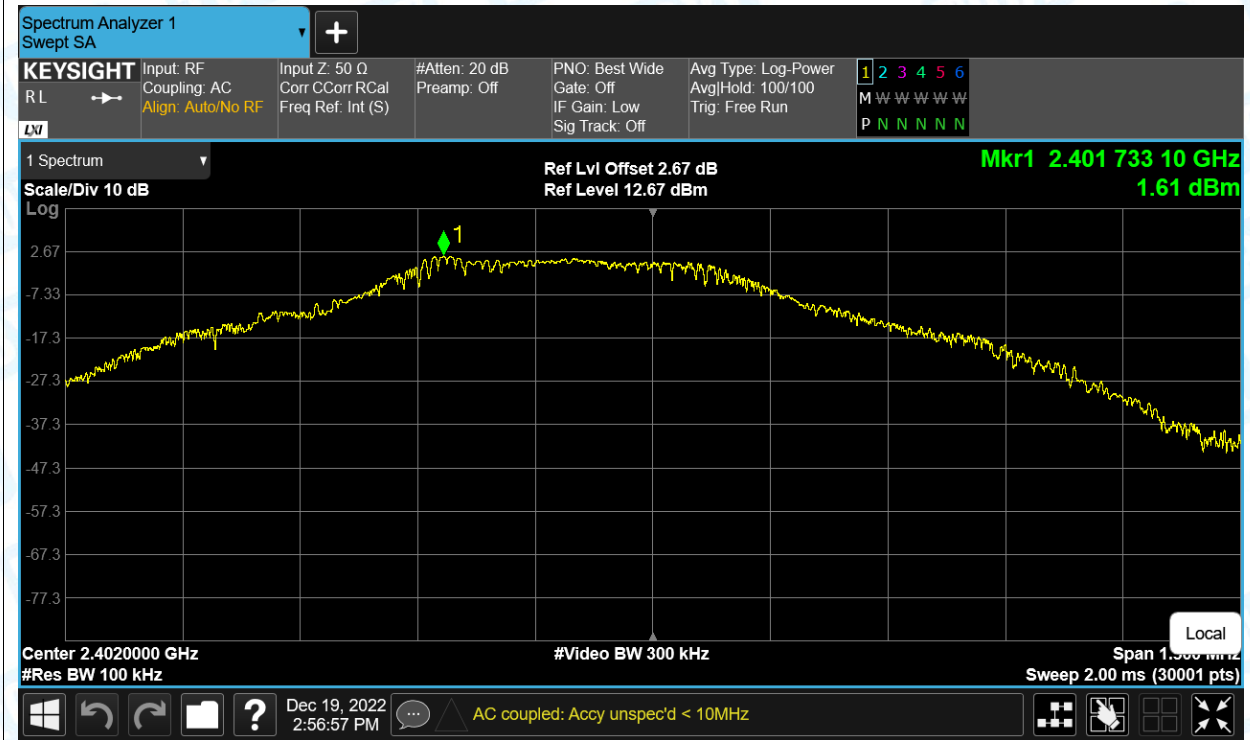 Spectrum Analyzer 1
Swept SA
KEYSIGHT
R L
LXI
Input: RF
Coupling: AC
Align: Auto/No RF
Input Z: 50 Ω
Corr CCorr RCal
Freq Ref: Int (S)
#Atten: 20 dB
Preamp: Off
PNO: Best Wide
Gate: Off
IF Gain: Low
Sig Track: Off
Avg Type: Log-Power
Avg|Hold: 100/100
Trig: Free Run
1 2 3 4 5 6
M W W W W W
P N N N N N
1 Spectrum
Scale/Div 10 dB
Log
Ref Lvl Offset 2.67 dB
Ref Level 12.67 dBm
Mkr1 2.401 733 10 GHz
1.61 dBm
1
2.67
-7.33
-17.3
-27.3
-37.3
-47.3
-57.3
-67.3
-77.3
Local
Center 2.4020000 GHz
#Video BW 300 kHz
Span
#Res BW 100 kHz
Sweep 2.00 ms (30001 pts)
?
Dec 19, 2022
2:56:57 PM
AC coupled: Accy unspec'd < 10MHz